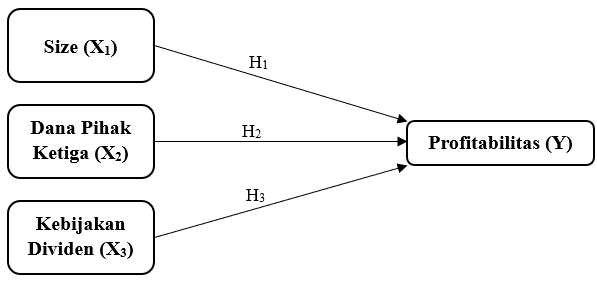 Size (X₁)
H₁
Dana Pihak
Ketiga (X₂)
H₂
Profitabilitas (Y)
H₃
Kebijakan
Dividen (X₃)